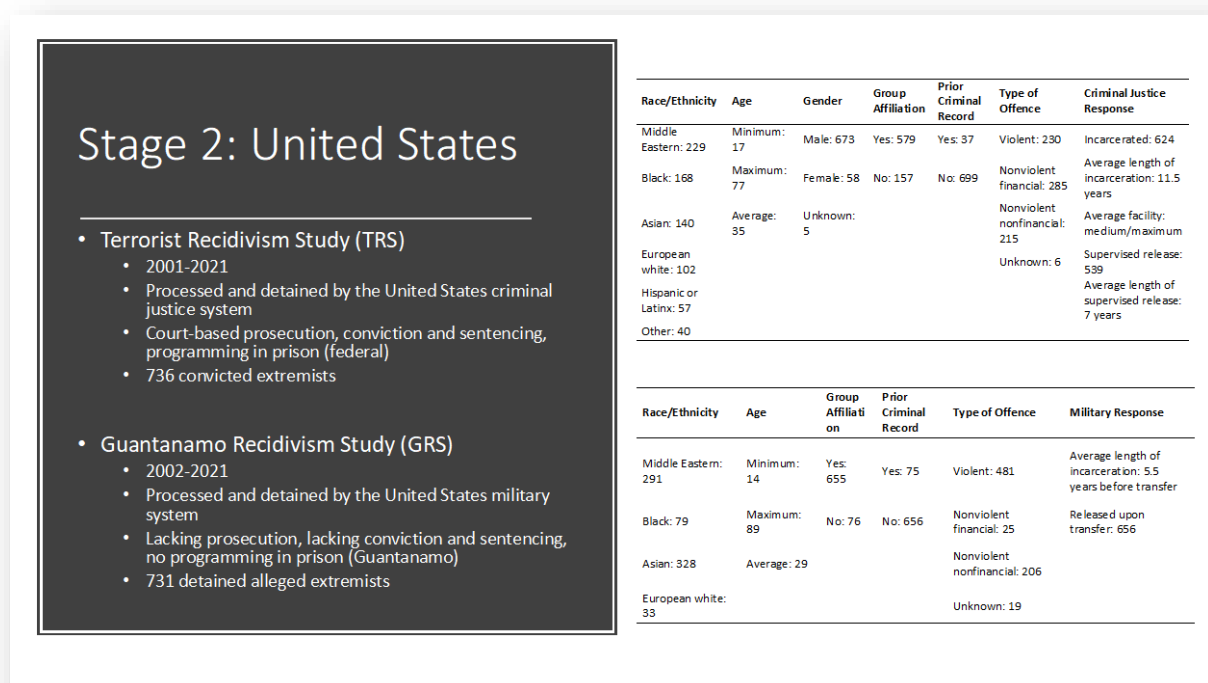 Stage 2: United States
• Terrorist Recidivism Study (TRS)
• 2001-2021
• Processed and detained by the United States criminal
justice system
• Court-based prosecution, conviction and sentencing,
programming in prison (federal)
• 736 convicted extremists
• Guantanamo Recidivism Study (GRS)
• 2002-2021
• Processed and detained by the United States military
system
• Lacking prosecution, lacking conviction and sentencing,
no programming in prison (Guantanamo)
• 731 detained alleged extremists
Race/Ethnicity Age Gender Group Affiliation Prior Criminal Record Type of Offence Criminal Justice Response
Middle Eastern: 229 Minimum: 17 Male: 673 Yes: 579 Yes: 37 Violent: 230 Incarcerated: 624
Black: 168 Maximum: 77 Female: 58 No: 157 No: 699 Nonviolent financial: 285 Average length of incarceration: 11.5 years
Asian: 140 Average: 35 Unknown: 5 Nonviolent nonfinancial: 215 Average facility: medium/maximum
European white: 102 Unknown: 6 Supervised release: 539
Hispanic or Latinx: 57 Average length of supervised release: 7 years
Other: 40
Race/Ethnicity Age Group Affiliati on Prior Criminal Record Type of Offence Military Response
Middle Eastern: 291 Minimum: 14 Yes: 655 Yes: 75 Violent: 481 Average length of incarceration: 5.5 years before transfer
Black: 79 Maximum: 89 No: 76 No: 656 Nonviolent financial: 25 Released upon transfer: 656
Asian: 328 Average: 29 Nonviolent nonfinancial: 206
European white: 33 Unknown: 19